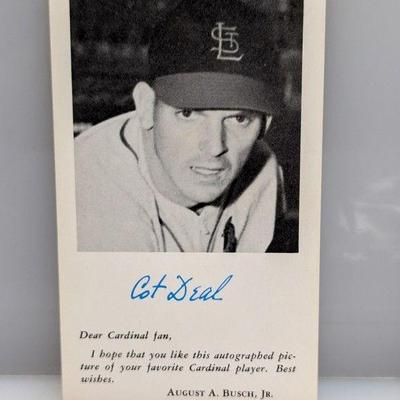 STL
Cot Deal
Dear Cardinal fan,
I hope that you like this autographed pic-
ture of your favorite Cardinal player. Best
wishes.
August A. Busch, Jr.